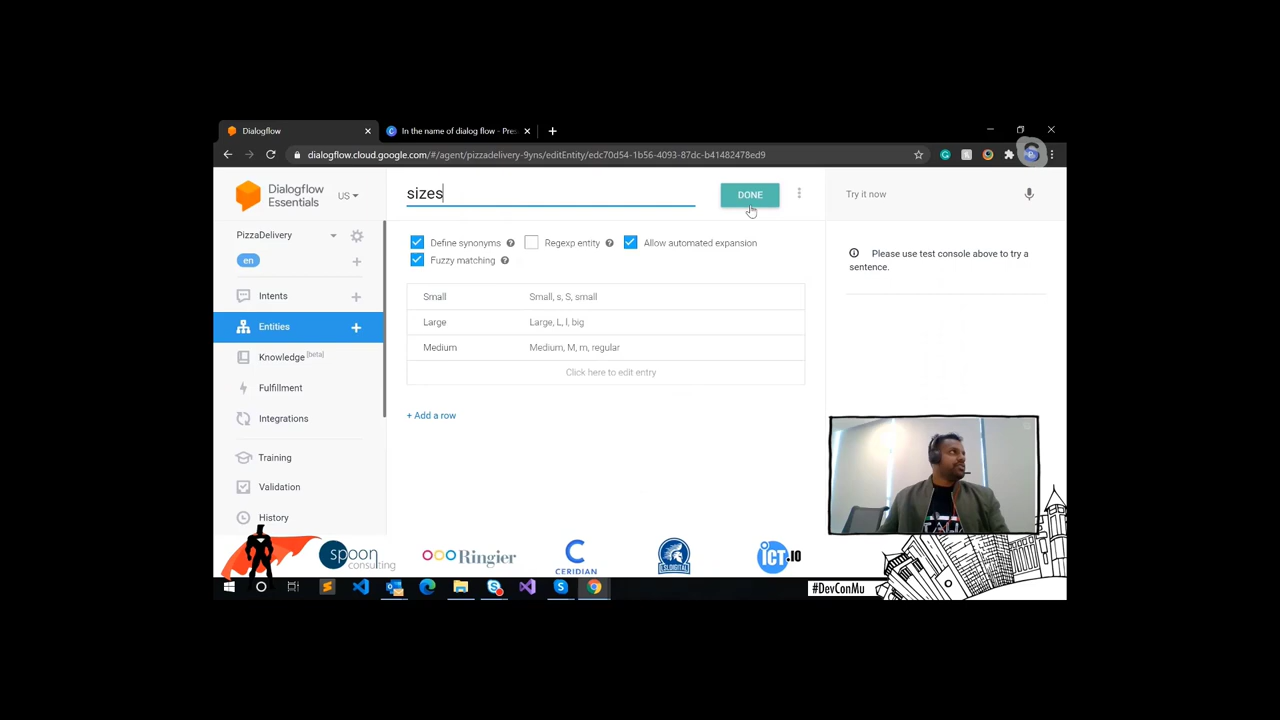 Dialogflow
In the name of dialog flow - Pres
dialogflow.cloud.google.com/#/agent/pizzadelivery-9yns/editEntity/edc70d54-1b56-4093-87dc-b41482478ed9
Dialogflow
Essentials
US
sizes
DONE
Try it now
PizzaDelivery
en
Define synonyms
Regexp entity
Allow automated expansion
Fuzzy matching
Please use test console above to try a
sentence.
Intents
Entities
Knowledge [beta]
Fulfillment
Integrations
Training
Validation
History
Small Small, s, S, small
Large Large, L, l, big
Medium Medium, M, m, regular
Click here to edit entry
+ Add a row
spoon
consulting
Ringier
CERIDIAN
ICT.IO
#DevConMu